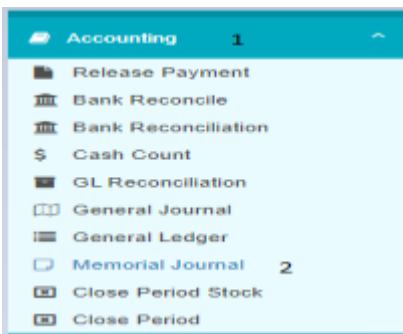 Accounting 1
Release Payment
Bank Reconcile
Bank Reconciliation
$ Cash Count
GL Reconciliation
General Journal
General Ledger
Memorial Journal 2
Close Period Stock
Close Period